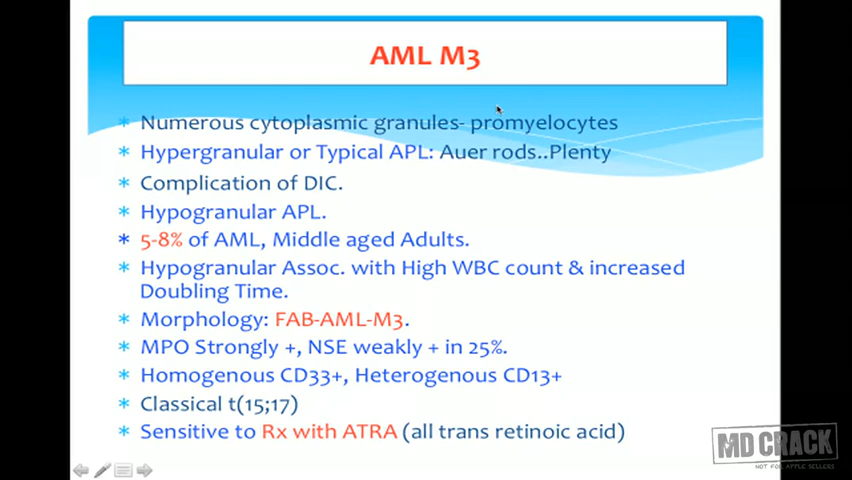 AML M3
* Numerous cytoplasmic granules- promyelocytes
* Hypergranular or Typical APL: Auer rods..Plenty
* Complication of DIC.
* Hypogranular APL.
* 5-8% of AML, Middle aged Adults.
* Hypogranular Assoc. with High WBC count & increased
Doubling Time.
* Morphology: FAB-AML-M3.
* MPO Strongly +, NSE weakly + in 25%.
* Homogenous CD33+, Heterogenous CD13+
* Classical t(15;17)
* Sensitive to Rx with ATRA (all trans retinoic acid)
MD CRACK
NOT FOR APPLE SELLERS